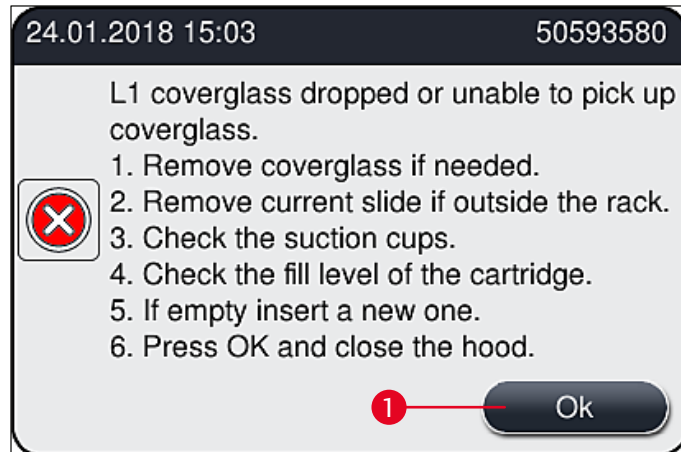 24.01.2018 15:03 50593580
L1 coverglass dropped or unable to pick up
coverglass.
1. Remove coverglass if needed.
2. Remove current slide if outside the rack.
3. Check the suction cups.
4. Check the fill level of the cartridge.
5. If empty insert a new one.
6. Press OK and close the hood.
1 Ok